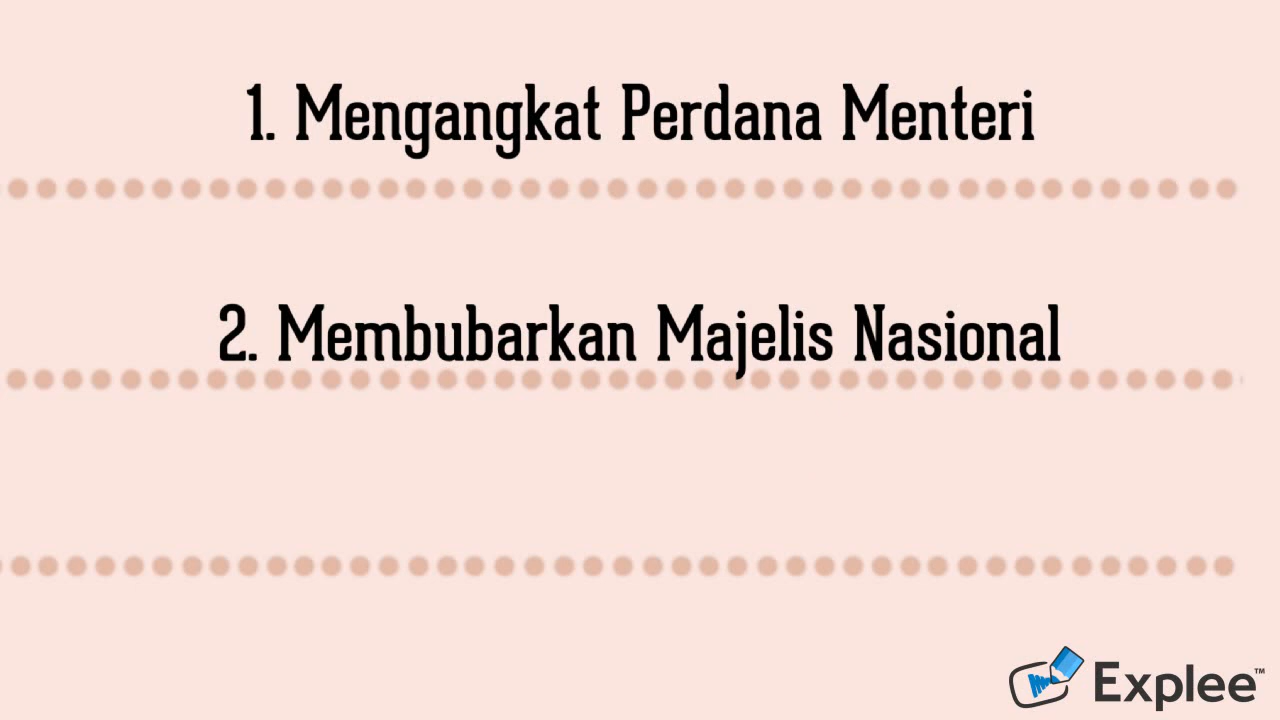 1. Mengangkat Perdana Menteri
2. Membubarkan Majelis Nasional
Explee™